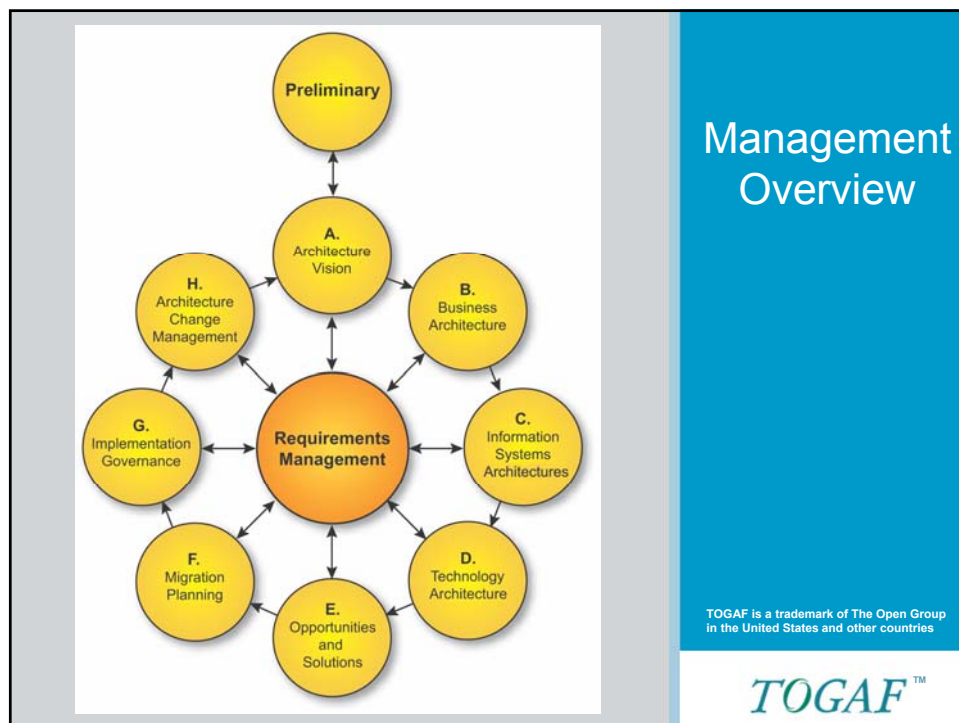 Preliminary
A.
Architecture
Vision
B.
Business
Architecture
C.
Information
Systems
Architectures
D.
Technology
Architecture
E.
Opportunities
and
Solutions
F.
Migration
Planning
G.
Implementation
Governance
H.
Architecture
Change
Management
Requirements
Management
Management
Overview
TOGAF is a trademark of The Open Group
in the United States and other countries
TOGAF™